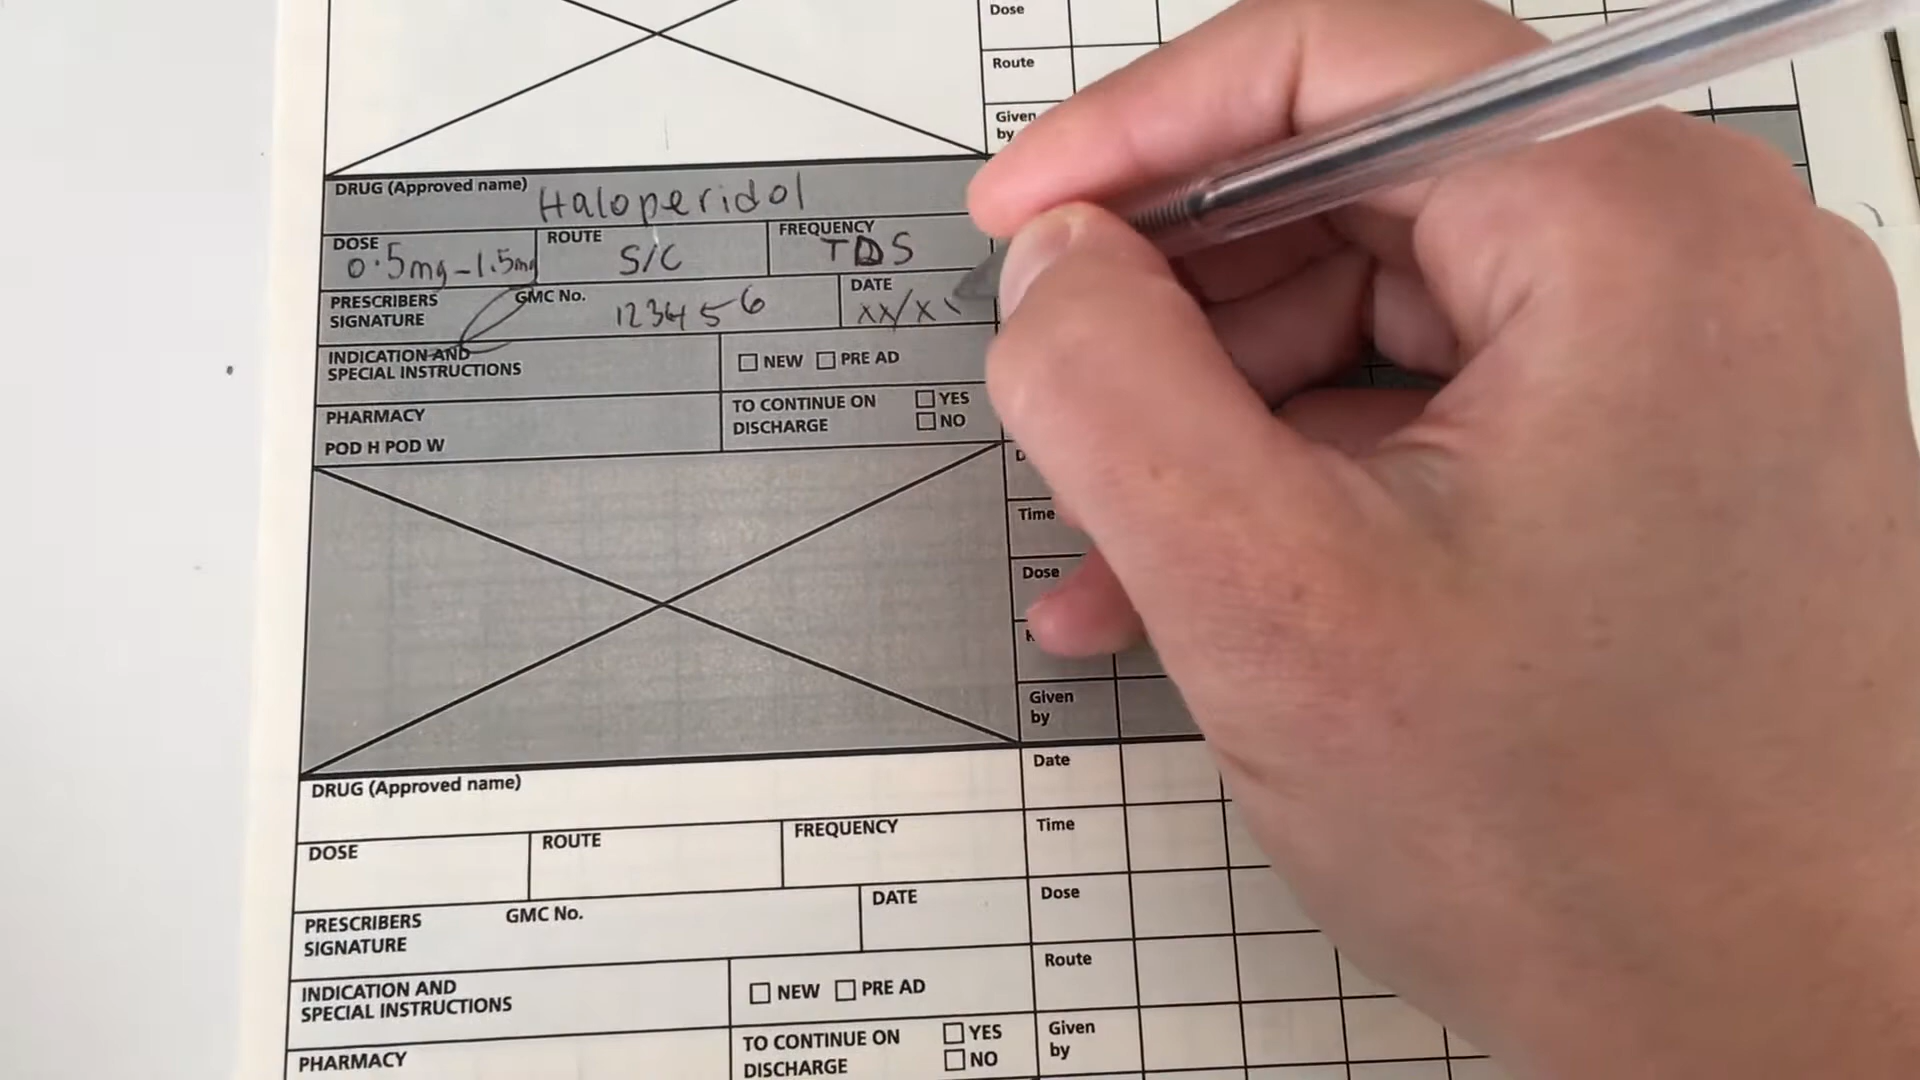 Dose
Route
Given
by
DRUG (Approved name) Haloperidol
DOSE 0.5mg-1.5mg ROUTE S/C FREQUENCY TDS
PRESCRIBERS
SIGNATURE
GMC No. 123456 DATE xx/x
INDICATION AND
SPECIAL INSTRUCTIONS
NEW PRE AD
PHARMACY
POD H POD W
TO CONTINUE ON
DISCHARGE
YES
NO
Time
Dose
Given
by
DRUG (Approved name)
Date
DOSE ROUTE FREQUENCY
Time
PRESCRIBERS
SIGNATURE
GMC No. DATE
Dose
INDICATION AND
SPECIAL INSTRUCTIONS
NEW PRE AD
Route
PHARMACY
TO CONTINUE ON
DISCHARGE
YES
NO
Given
by